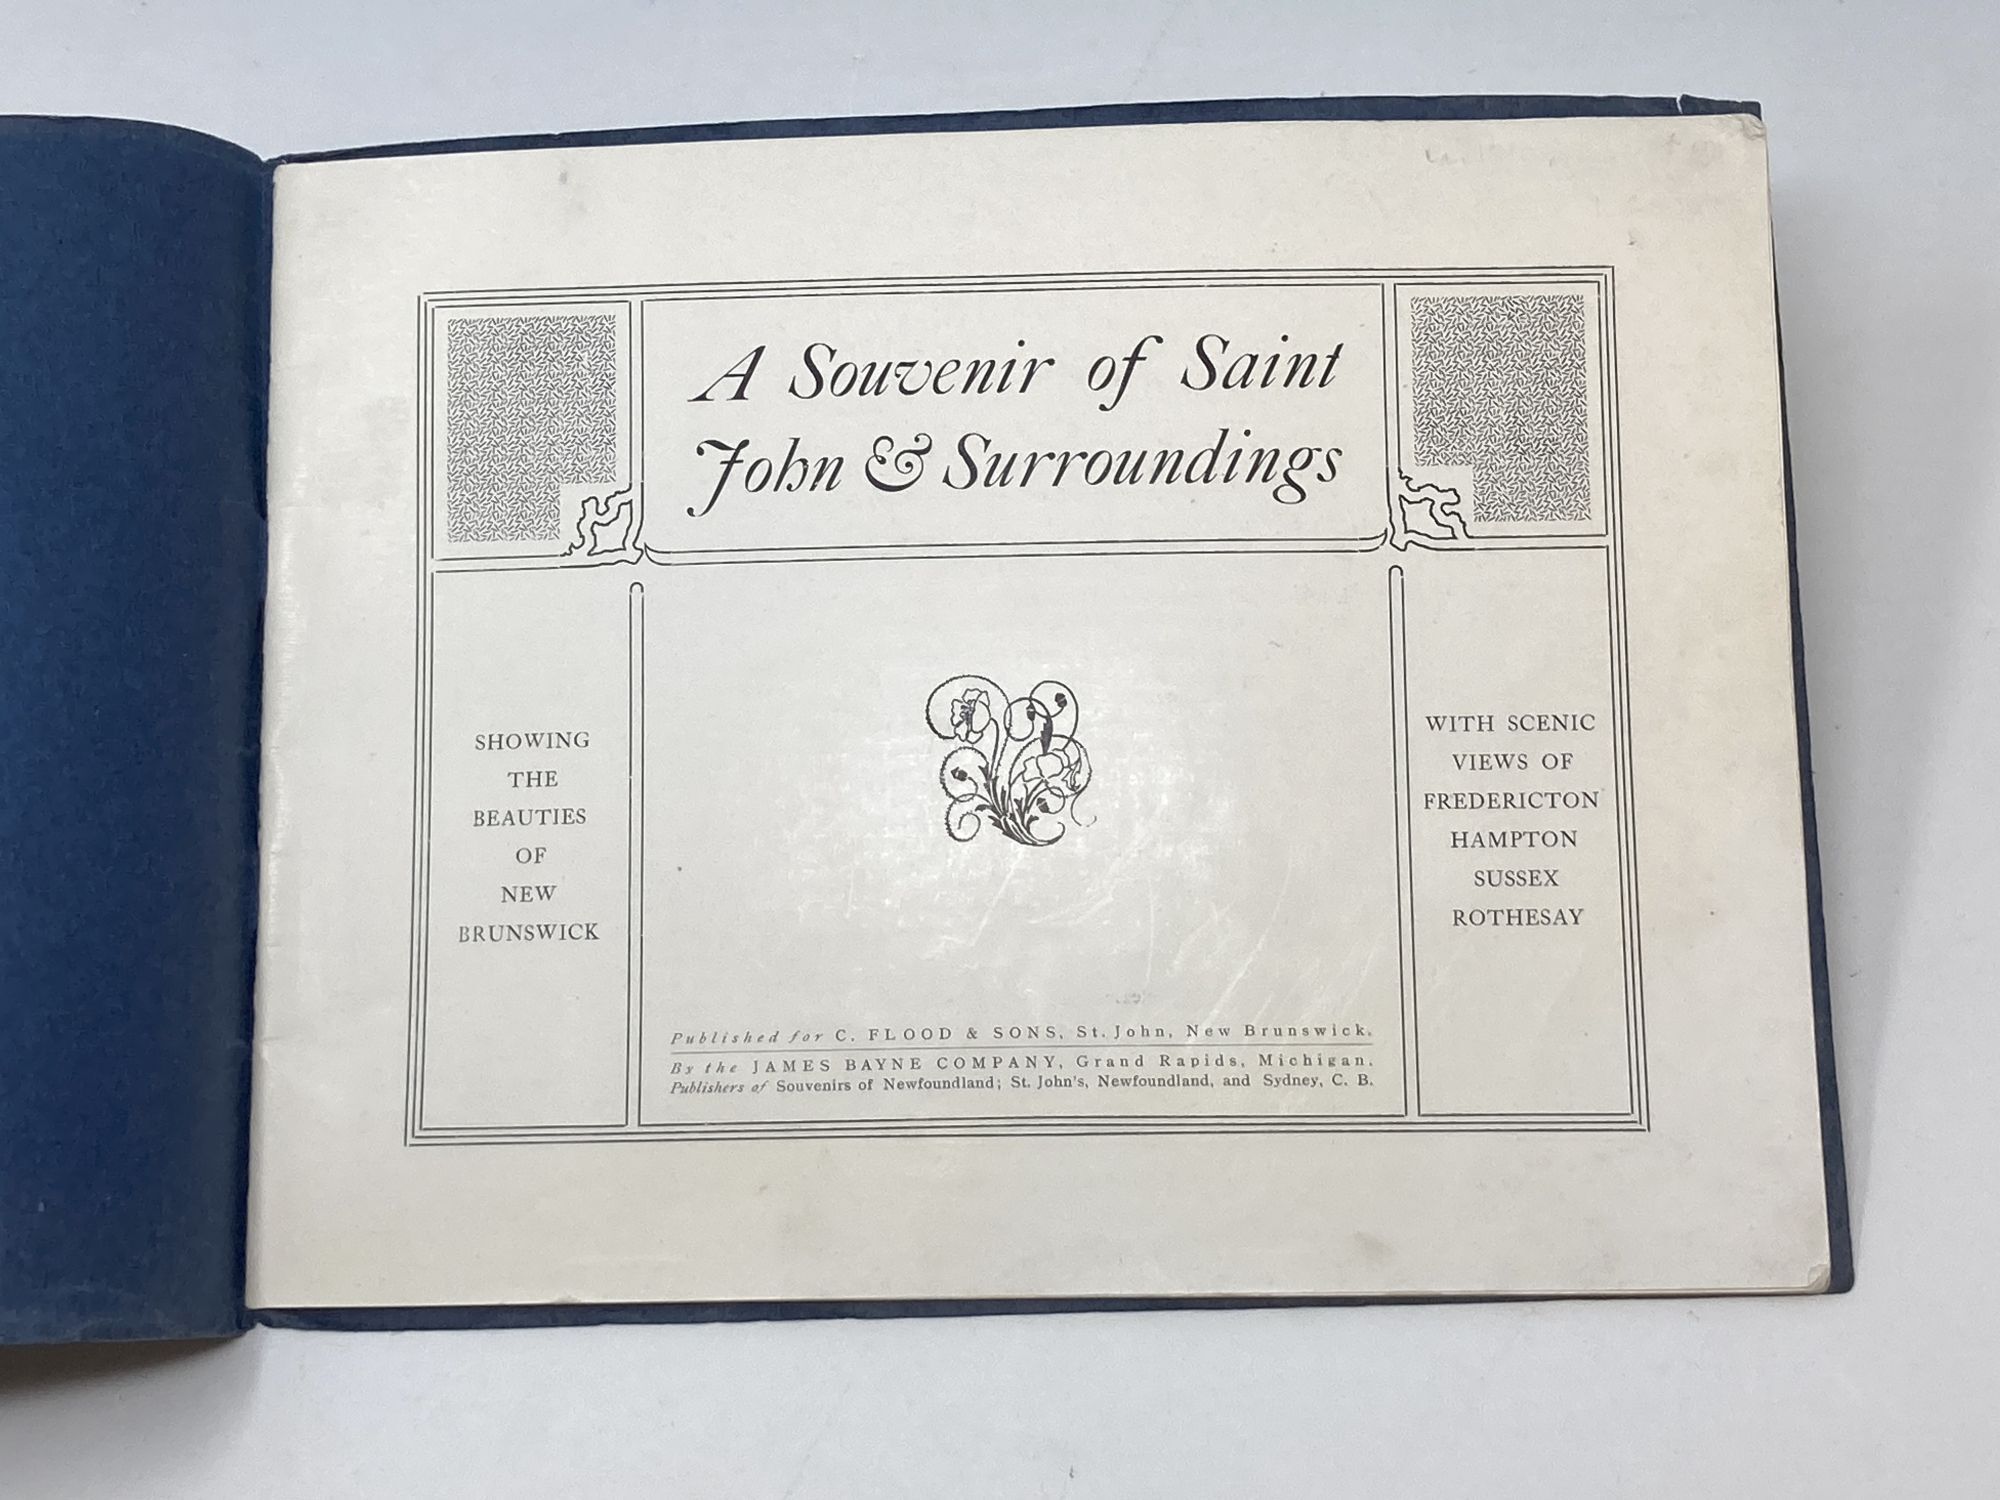 A Souvenir of Saint
John & Surroundings
SHOWING
THE
BEAUTIES
OF
NEW
BRUNSWICK
WITH SCENIC
VIEWS OF
FREDERICTON
HAMPTON
SUSSEX
ROTHESAY
Published for C. FLOOD & SONS, St. John, New Brunswick.
By the JAMES BAYNE COMPANY, Grand Rapids, Michigan.
Publishers of Souvenirs of Newfoundland; St. John's, Newfoundland, and Sydney, C. B.